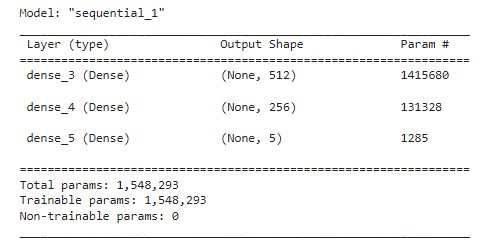 Model: "sequential_1"
_________________________________________________________________
Layer (type) Output Shape Param #
=================================================================
dense_3 (Dense) (None, 512) 1415680
dense_4 (Dense) (None, 256) 131328
dense_5 (Dense) (None, 5) 1285
=================================================================
Total params: 1,548,293
Trainable params: 1,548,293
Non-trainable params: 0
_________________________________________________________________